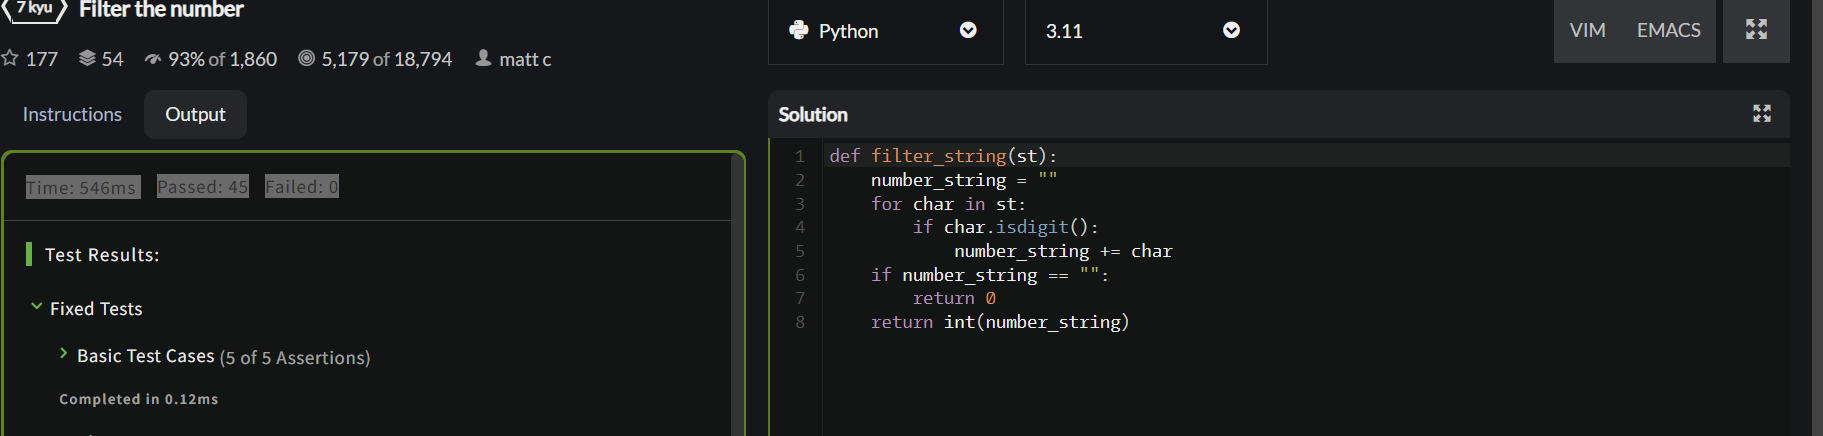 7 kyu Filter the number
177 54 93% of 1,860 5,179 of 18,794 matt c
Instructions Output
Time: 546ms Passed: 45 Failed: 0
Test Results:
Fixed Tests
Basic Test Cases (5 of 5 Assertions)
Completed in 0.12ms
Python 3.11 VIM EMACS
Solution
1 def filter_string(st):
2     number_string = ""
3     for char in st:
4         if char.isdigit():
5             number_string += char
6     if number_string == "":
7         return 0
8     return int(number_string)